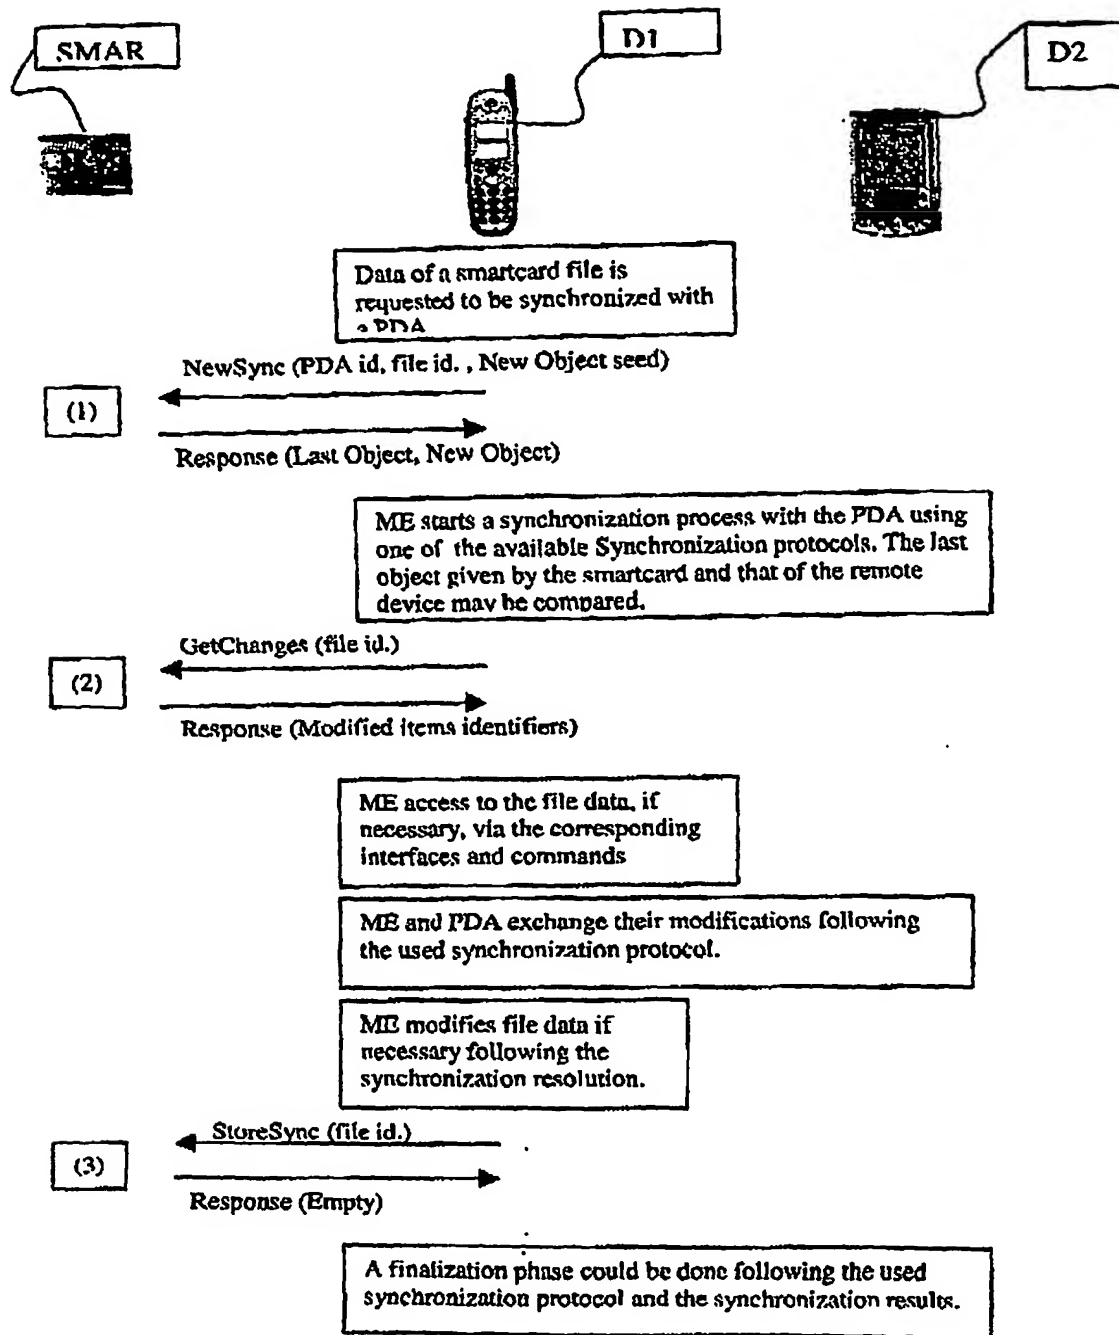 SMAR
D1
D2
Data of a smartcard file is
requested to be synchronized with
a PDA
NewSync (PDA id, file id. , New Object seed)
(1)
Response (Last Object, New Object)
ME starts a synchronization process with the PDA using
one of the available Synchronization protocols. The last
object given by the smartcard and that of the remote
device may be compared.
GetChanges (file id.)
(2)
Response (Modified items identifiers)
ME access to the file data, if
necessary, via the corresponding
interfaces and commands
ME and PDA exchange their modifications following
the used synchronization protocol.
ME modifies file data if
necessary following the
synchronization resolution.
StoreSync (file id.)
(3)
Response (Empty)
A finalization phase could be done following the used
synchronization protocol and the synchronization results.